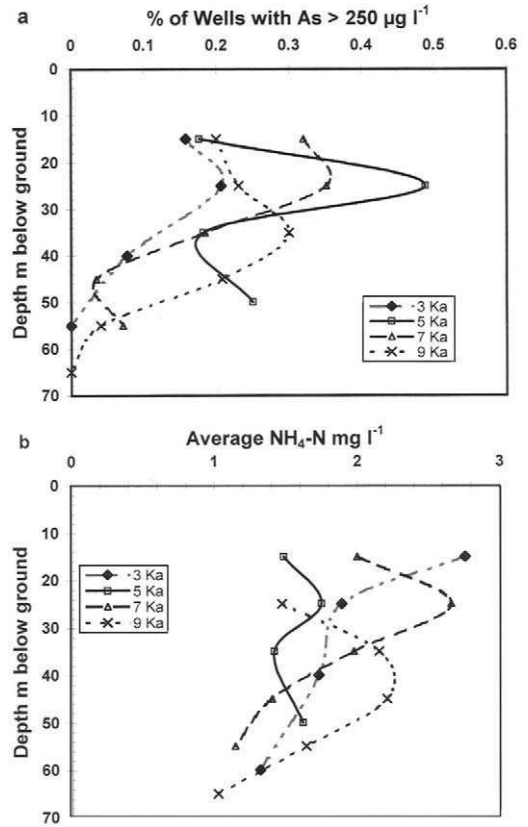 a
% of Wells with As > 250 µg l⁻¹
0 0.1 0.2 0.3 0.4 0.5 0.6
0
10
20
30
40
50
60
70
Depth m below ground
3 Ka
5 Ka
7 Ka
9 Ka
b
Average NH₄-N mg l⁻¹
0 1 2 3
0
10
20
30
40
50
60
70
Depth m below ground
3 Ka
5 Ka
7 Ka
9 Ka